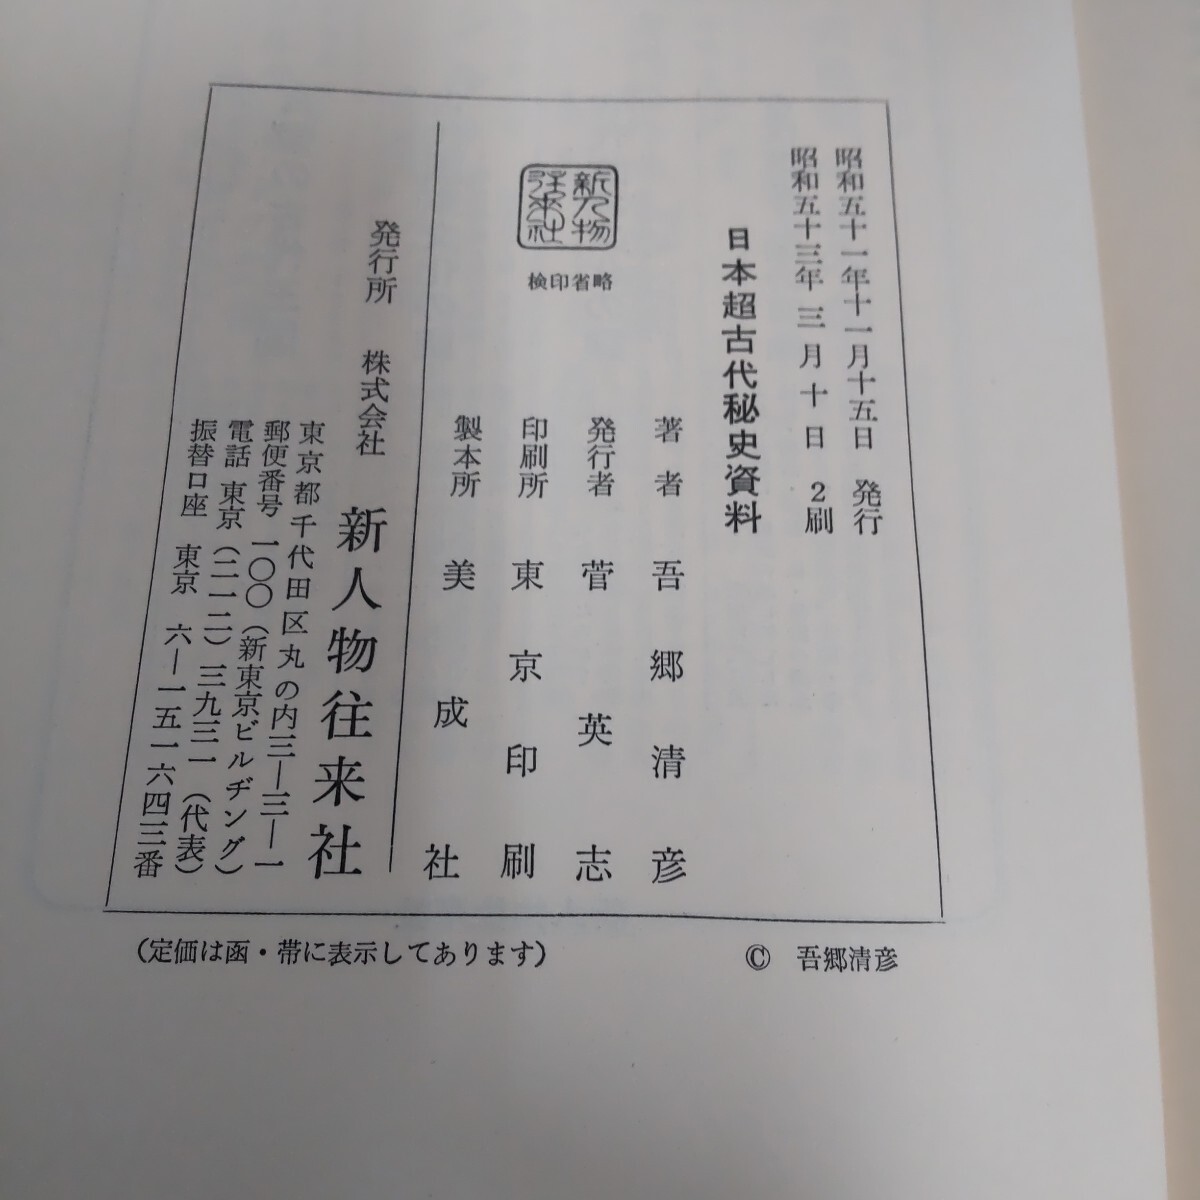 昭和五十一年十一月十五日 発行
昭和五十三年 三月十日 2刷
日本超古代秘史資料
著者 吾郷清彦
発行者 菅英志
印刷所 東京印刷
製本所 美成社
新人物
往来社
検印省略
発行所 株式会社 新人物往来社
東京都千代田区丸の内三―三―一
郵便番号 一〇〇（新東京ビルヂング）
電話 東京（二一二）三九三一（代表）
振替口座 東京 六―一五一六四三番
（定価は函・帯に表示してあります）
© 吾郷清彦